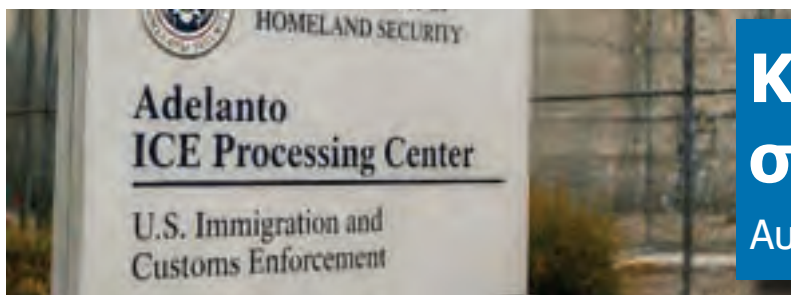 HOMELAND SECURITY
Adelanto
ICE Processing Center
U.S. Immigration and
Customs Enforcement
Κ
σ
Au